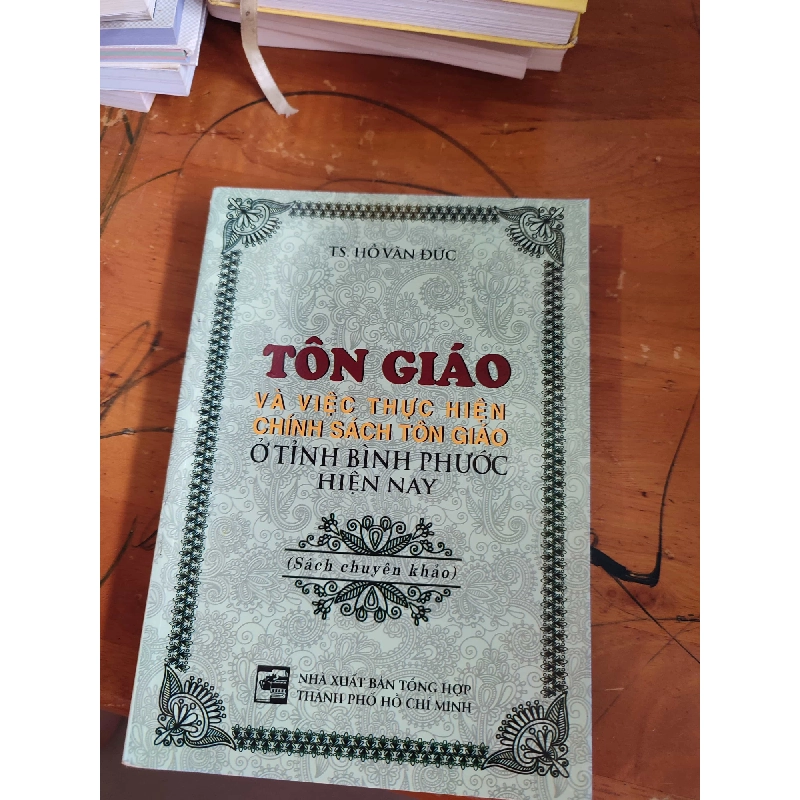 TS. HỒ VĂN ĐỨC
TÔN GIÁO
VÀ VIỆC THỰC HIỆN
CHÍNH SÁCH TÔN GIÁO
Ở TỈNH BÌNH PHƯỚC
HIỆN NAY
(Sách chuyên khảo)
NHÀ XUẤT BẢN TỔNG HỢP
THÀNH PHỐ HỒ CHÍ MINH